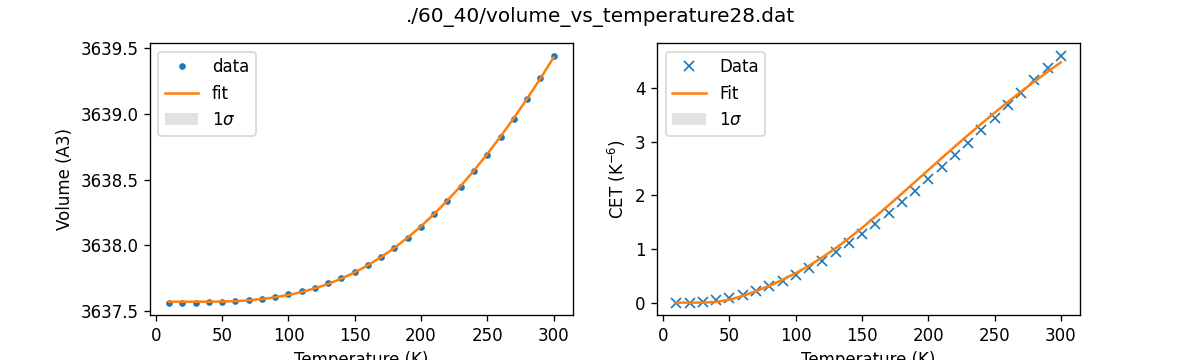 ./60_40/volume_vs_temperature28.dat
3639.5
3639.0
3638.5
3638.0
3637.5
Volume (A3)
data
fit
1σ
0 50 100 150 200 250 300
Temperature (K)
4
3
2
1
0
CET (K⁻⁶)
Data
Fit
1σ
0 50 100 150 200 250 300
Temperature (K)